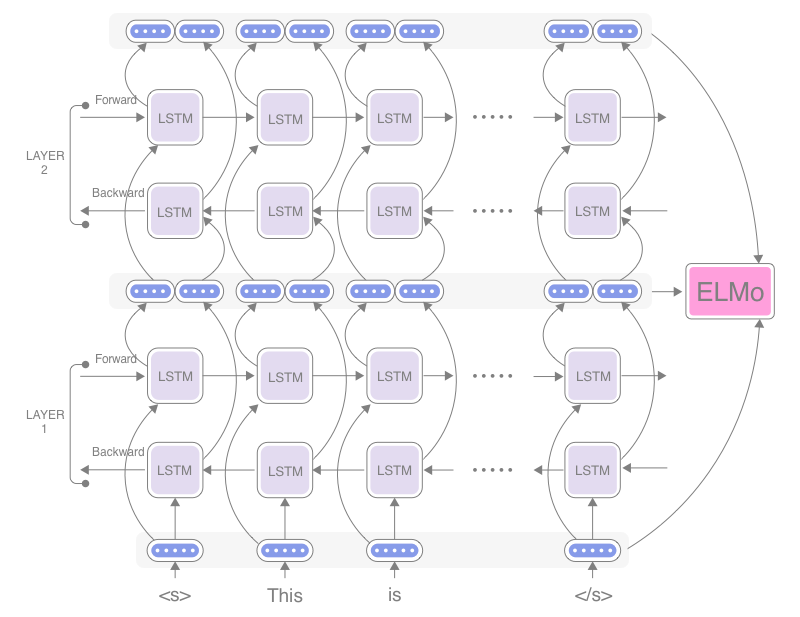 Forward
LSTM LSTM LSTM LSTM
LAYER
2
Backward
LSTM LSTM LSTM LSTM
ELMo
Forward
LSTM LSTM LSTM LSTM
LAYER
1
Backward
LSTM LSTM LSTM LSTM
<s> This is </s>